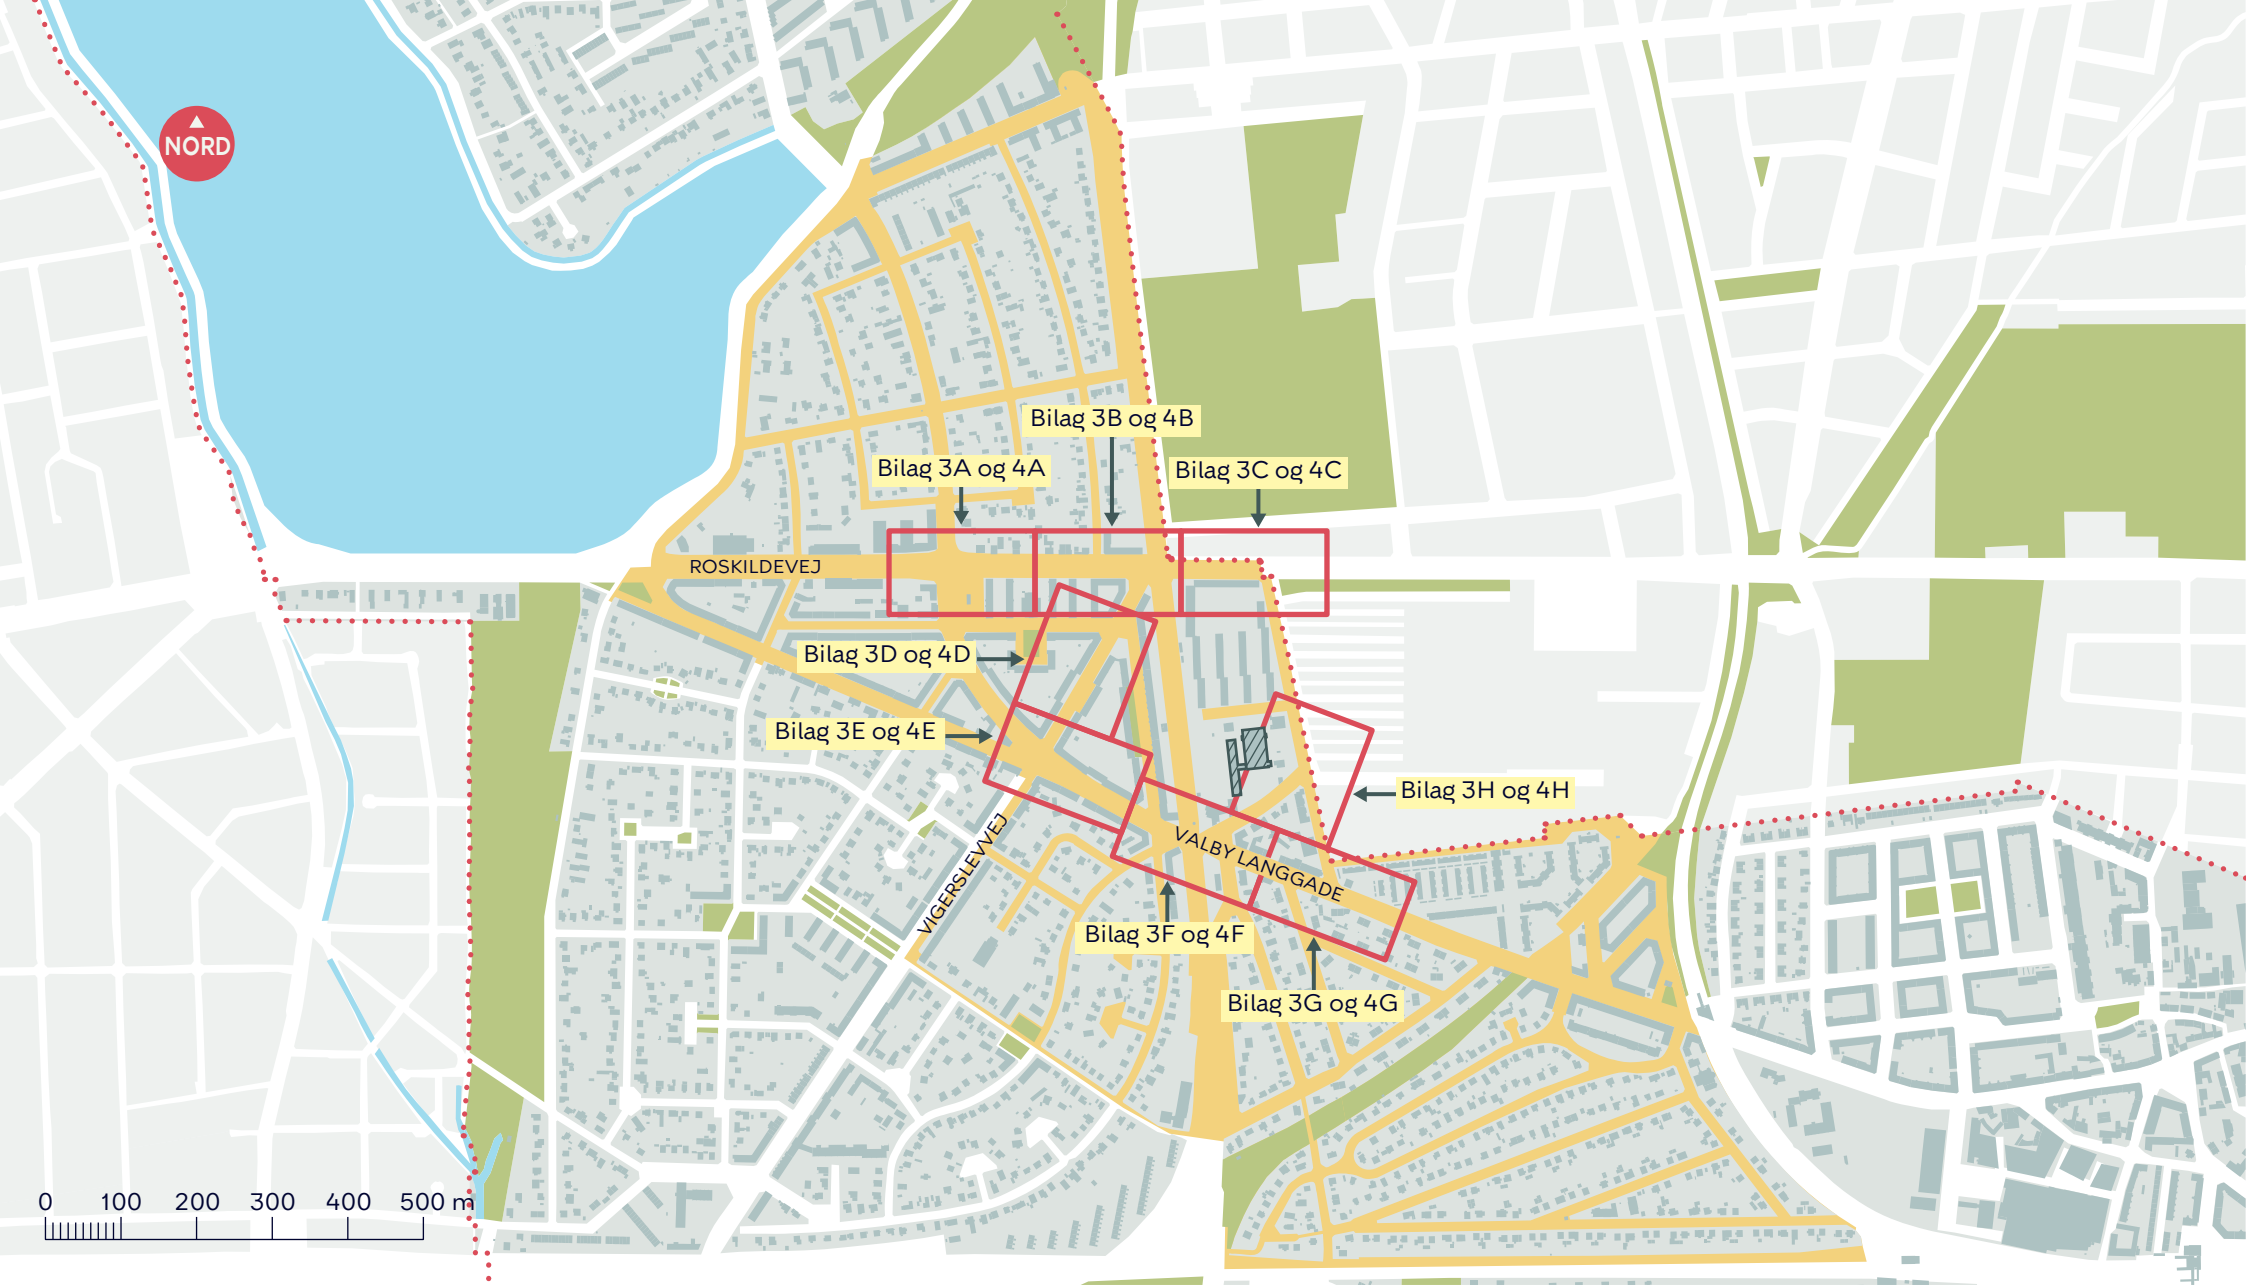 NORD
Bilag 3B og 4B
Bilag 3A og 4A
Bilag 3C og 4C
ROSKILDEVEJ
Bilag 3D og 4D
Bilag 3E og 4E
Bilag 3H og 4H
VALBY LANGGADE
VIGERSLEVVEJ
Bilag 3F og 4F
Bilag 3G og 4G
0 100 200 300 400 500 m